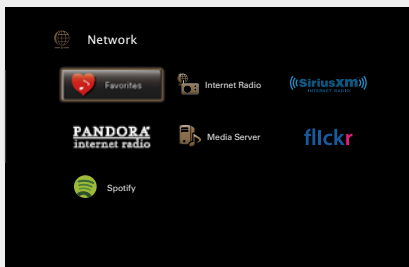 Network
Favorites
Internet Radio
((SiriusXM))
INTERNET RADIO
PANDORA
internet radio
Media Server
flickr
Spotify